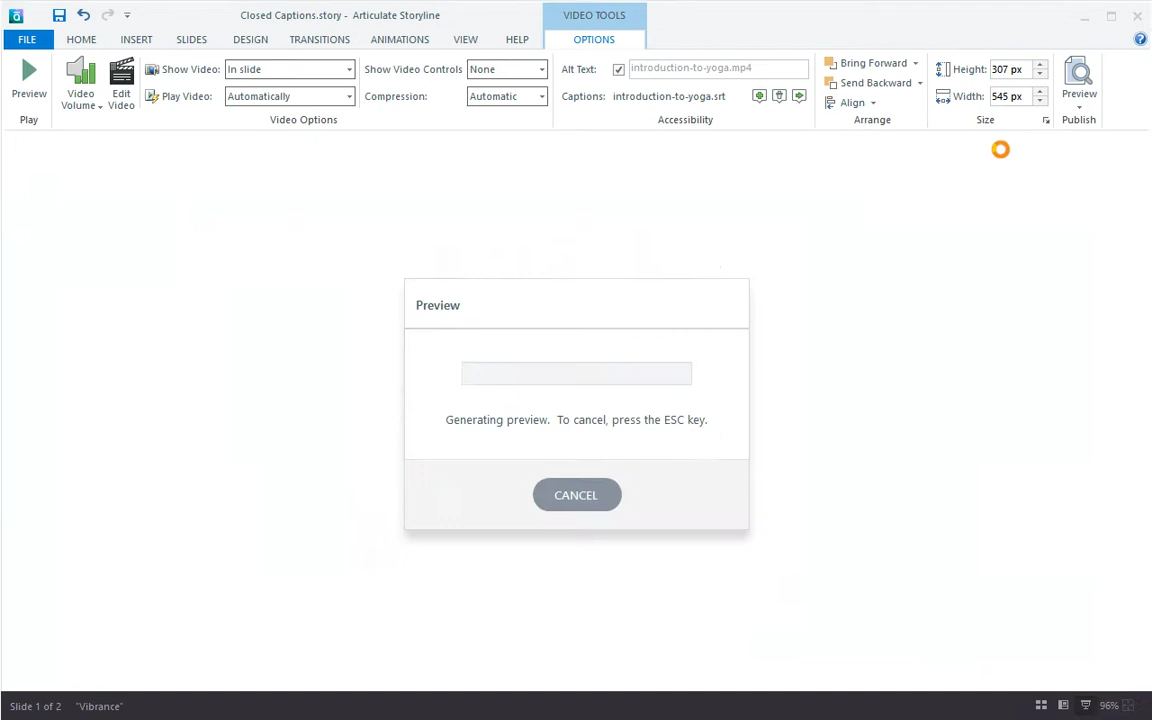 Closed Captions.story - Articulate Storyline
VIDEO TOOLS
FILE HOME INSERT SLIDES DESIGN TRANSITIONS ANIMATIONS VIEW HELP OPTIONS
Show Video: In slide Show Video Controls None Alt Text: introduction-to-yoga.mp4 Bring Forward Height: 307 px
Send Backward
Preview Video Volume Edit Video Play Video: Automatically Compression: Automatic Captions: introduction-to-yoga.srt Align Width: 545 px Preview
Play Video Options Accessibility Arrange Size Publish
Preview
Generating preview. To cancel, press the ESC key.
CANCEL
Slide 1 of 2 "Vibrance" 96%